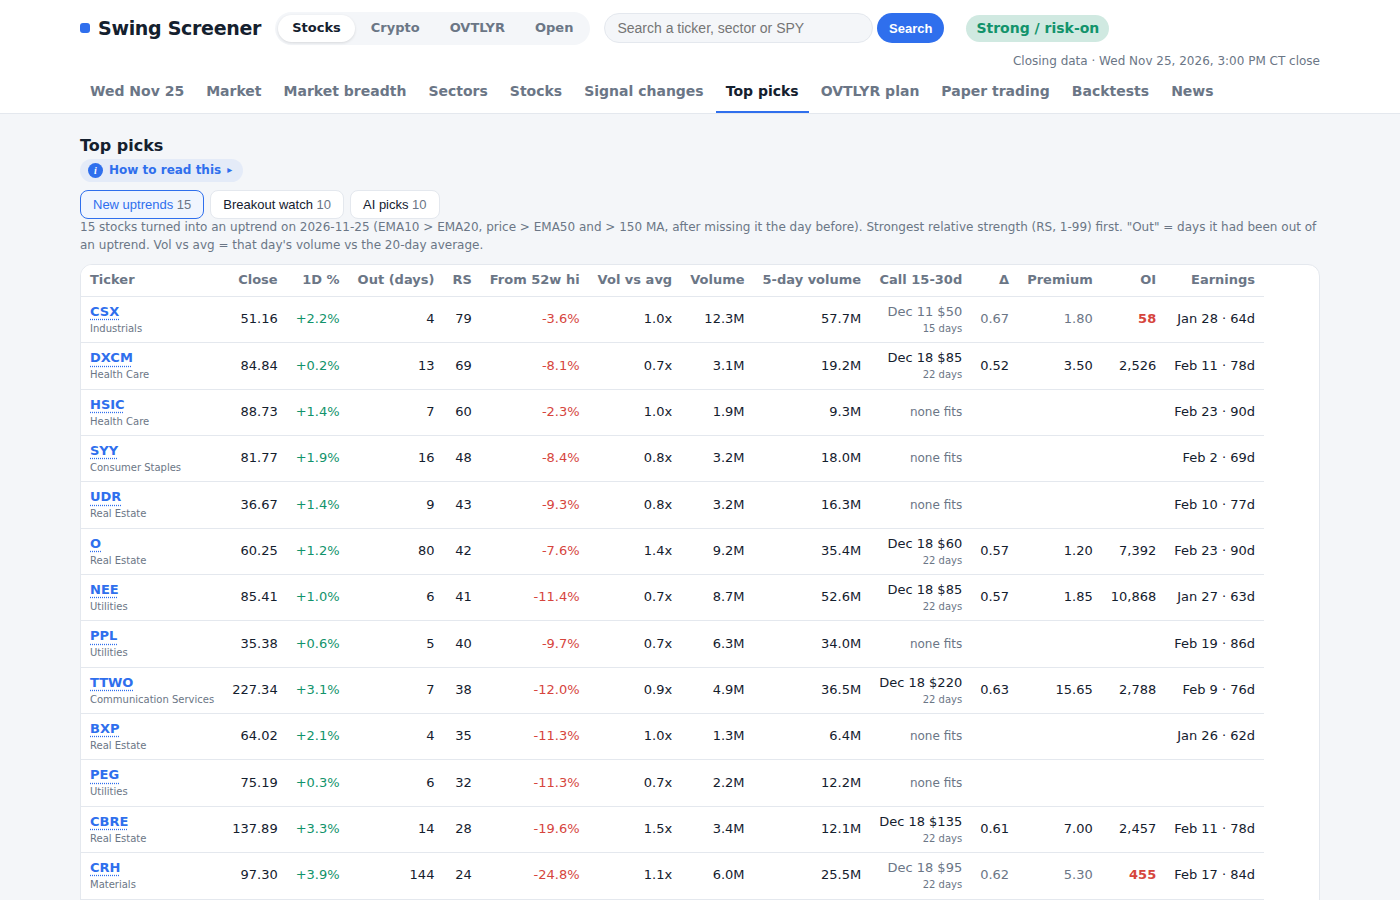 Swing Screener
Stocks Crypto OVTLYR Open
Search a ticker, sector or SPY
Search
Strong / risk-on
Closing data · Wed Nov 25, 2026, 3:00 PM CT close
Wed Nov 25 Market Market breadth Sectors Stocks Signal changes Top picks OVTLYR plan Paper trading Backtests News
Top picks
i How to read this ▸
New uptrends 15 Breakout watch 10 AI picks 10
15 stocks turned into an uptrend on 2026-11-25 (EMA10 > EMA20, price > EMA50 and > 150 MA, after missing it the day before). Strongest relative strength (RS, 1-99) first. "Out" = days it had been out of
an uptrend. Vol vs avg = that day's volume vs the 20-day average.
Ticker Close 1D % Out (days) RS From 52w hi Vol vs avg Volume 5-day volume Call 15-30d Δ Premium OI Earnings
CSX 51.16 +2.2% 4 79 -3.6% 1.0x 12.3M 57.7M Dec 11 $50 0.67 1.80 58 Jan 28 · 64d
Industrials 15 days
DXCM 84.84 +0.2% 13 69 -8.1% 0.7x 3.1M 19.2M Dec 18 $85 0.52 3.50 2,526 Feb 11 · 78d
Health Care 22 days
HSIC 88.73 +1.4% 7 60 -2.3% 1.0x 1.9M 9.3M none fits Feb 23 · 90d
Health Care
SYY 81.77 +1.9% 16 48 -8.4% 0.8x 3.2M 18.0M none fits Feb 2 · 69d
Consumer Staples
UDR 36.67 +1.4% 9 43 -9.3% 0.8x 3.2M 16.3M none fits Feb 10 · 77d
Real Estate
O 60.25 +1.2% 80 42 -7.6% 1.4x 9.2M 35.4M Dec 18 $60 0.57 1.20 7,392 Feb 23 · 90d
Real Estate 22 days
NEE 85.41 +1.0% 6 41 -11.4% 0.7x 8.7M 52.6M Dec 18 $85 0.57 1.85 10,868 Jan 27 · 63d
Utilities 22 days
PPL 35.38 +0.6% 5 40 -9.7% 0.7x 6.3M 34.0M none fits Feb 19 · 86d
Utilities
TTWO 227.34 +3.1% 7 38 -12.0% 0.9x 4.9M 36.5M Dec 18 $220 0.63 15.65 2,788 Feb 9 · 76d
Communication Services 22 days
BXP 64.02 +2.1% 4 35 -11.3% 1.0x 1.3M 6.4M none fits Jan 26 · 62d
Real Estate
PEG 75.19 +0.3% 6 32 -11.3% 0.7x 2.2M 12.2M none fits
Utilities
CBRE 137.89 +3.3% 14 28 -19.6% 1.5x 3.4M 12.1M Dec 18 $135 0.61 7.00 2,457 Feb 11 · 78d
Real Estate 22 days
CRH 97.30 +3.9% 144 24 -24.8% 1.1x 6.0M 25.5M Dec 18 $95 0.62 5.30 455 Feb 17 · 84d
Materials 22 days